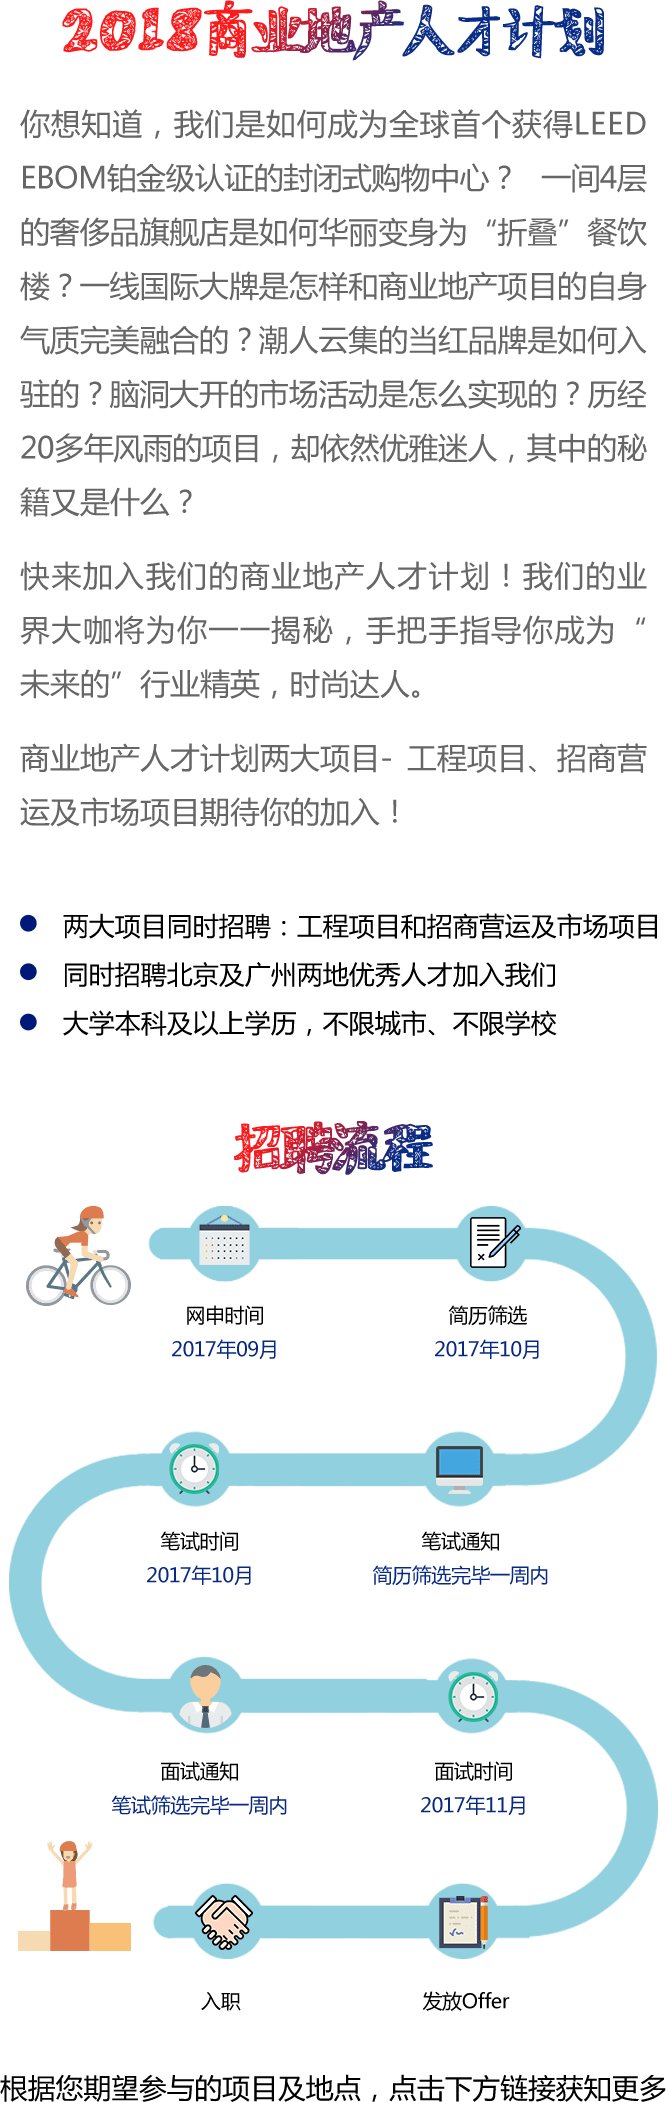 2018商业地产人才计划
你想知道，我们是如何成为全球首个获得LEED
EBOM铂金级认证的封闭式购物中心？ 一间4层
的奢侈品旗舰店是如何华丽变身为“折叠”餐饮
楼？一线国际大牌是怎样和商业地产项目的自身
气质完美融合的？潮人云集的当红品牌是如何入
驻的？脑洞大开的市场活动是怎么实现的？历经
20多年风雨的项目，却依然优雅迷人，其中的秘
籍又是什么？
快来加入我们的商业地产人才计划！我们的业
界大咖将为你一一揭秘，手把手指导你成为“
未来的”行业精英，时尚达人。
商业地产人才计划两大项目- 工程项目、招商营
运及市场项目期待你的加入！
● 两大项目同时招聘：工程项目和招商营运及市场项目
● 同时招聘北京及广州两地优秀人才加入我们
● 大学本科及以上学历，不限城市、不限学校
招聘流程
网申时间 简历筛选
2017年09月 2017年10月
笔试时间 笔试通知
2017年10月 简历筛选完毕一周内
面试通知 面试时间
笔试筛选完毕一周内 2017年11月
入职 发放Offer
根据您期望参与的项目及地点，点击下方链接获知更多